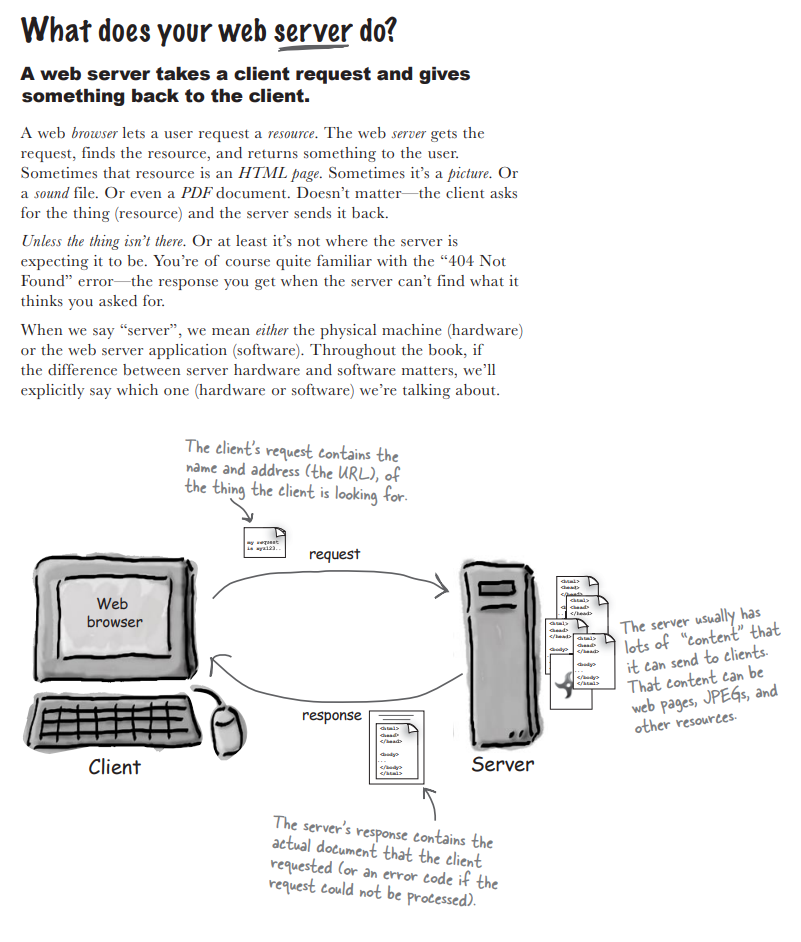 What does your web server do?
A web server takes a client request and gives
something back to the client.
A web browser lets a user request a resource. The web server gets the
request, finds the resource, and returns something to the user.
Sometimes that resource is an HTML page. Sometimes it’s a picture. Or
a sound file. Or even a PDF document. Doesn’t matter—the client asks
for the thing (resource) and the server sends it back.
Unless the thing isn’t there. Or at least it’s not where the server is
expecting it to be. You’re of course quite familiar with the “404 Not
Found” error—the response you get when the server can’t find what it
thinks you asked for.
When we say “server”, we mean either the physical machine (hardware)
or the web server application (software). Throughout the book, if
the difference between server hardware and software matters, we’ll
explicitly say which one (hardware or software) we’re talking about.
The client’s request contains the
name and address (the URL), of
the thing the client is looking for.
my request
is myz123..
request
Web
browser
<html>
<head>
</head>
<html>
<head>
</head>
<html>
<head>
</head>
<body>
<html>
<head>
</head>
<body>
...
</body>
</html>
The server usually has
lots of “content” that
it can send to clients.
That content can be
web pages, JPEGs, and
other resources.
response
<html>
<head>
</head>
<body>
...
</body>
</html>
Client
Server
The server’s response contains the
actual document that the client
requested (or an error code if the
request could not be processed).